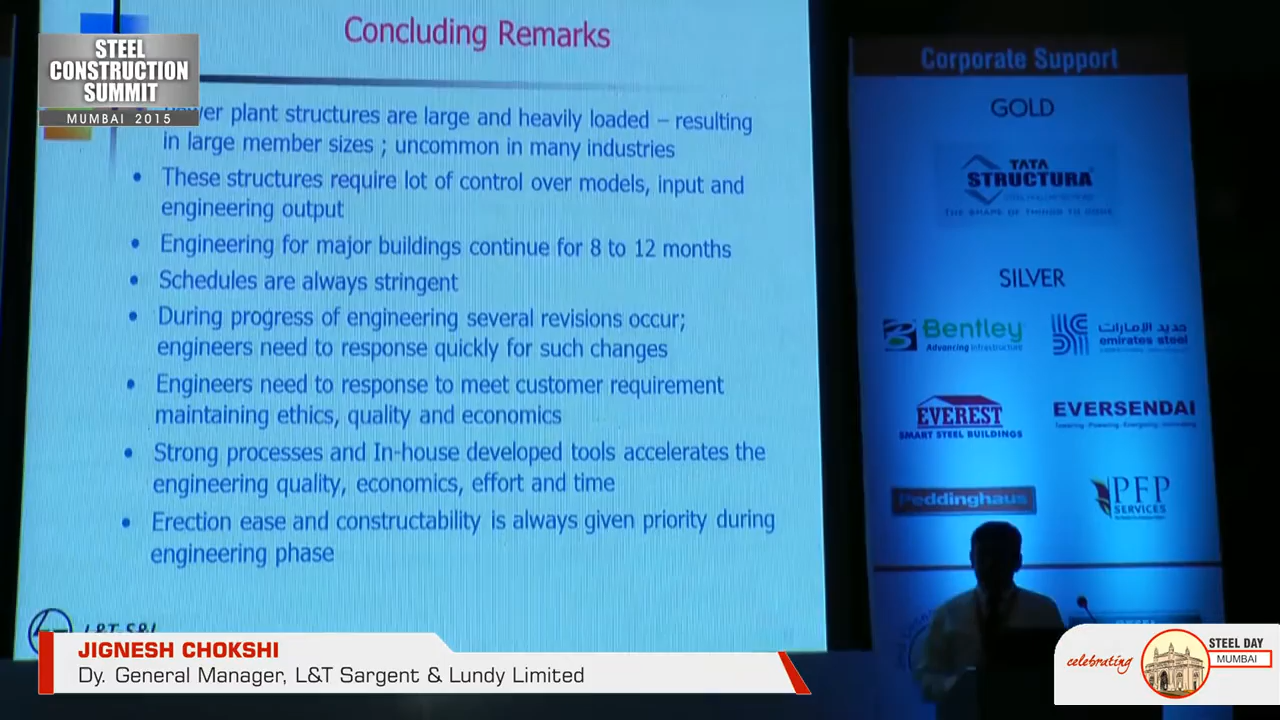 Concluding Remarks
STEEL
CONSTRUCTION
SUMMIT
MUMBAI 2015
plant structures are large and heavily loaded – resulting
in large member sizes ; uncommon in many industries
• These structures require lot of control over models, input and
engineering output
• Engineering for major buildings continue for 8 to 12 months
• Schedules are always stringent
• During progress of engineering several revisions occur;
engineers need to response quickly for such changes
• Engineers need to response to meet customer requirement
maintaining ethics, quality and economics
• Strong processes and In-house developed tools accelerates the
engineering quality, economics, effort and time
• Erection ease and constructability is always given priority during
engineering phase
L&T-S&L
JIGNESH CHOKSHI
Dy. General Manager, L&T Sargent & Lundy Limited
Corporate Support
GOLD
TATA
STRUCTURA
THE SHAPE OF THINGS TO COME
SILVER
Bentley
Advancing Infrastructure
حديد الإمارات
emirates steel
EVEREST
SMART STEEL BUILDINGS
EVERSENDAI
Peddinghaus
PFP
SERVICES
celebrating
STEEL DAY
MUMBAI